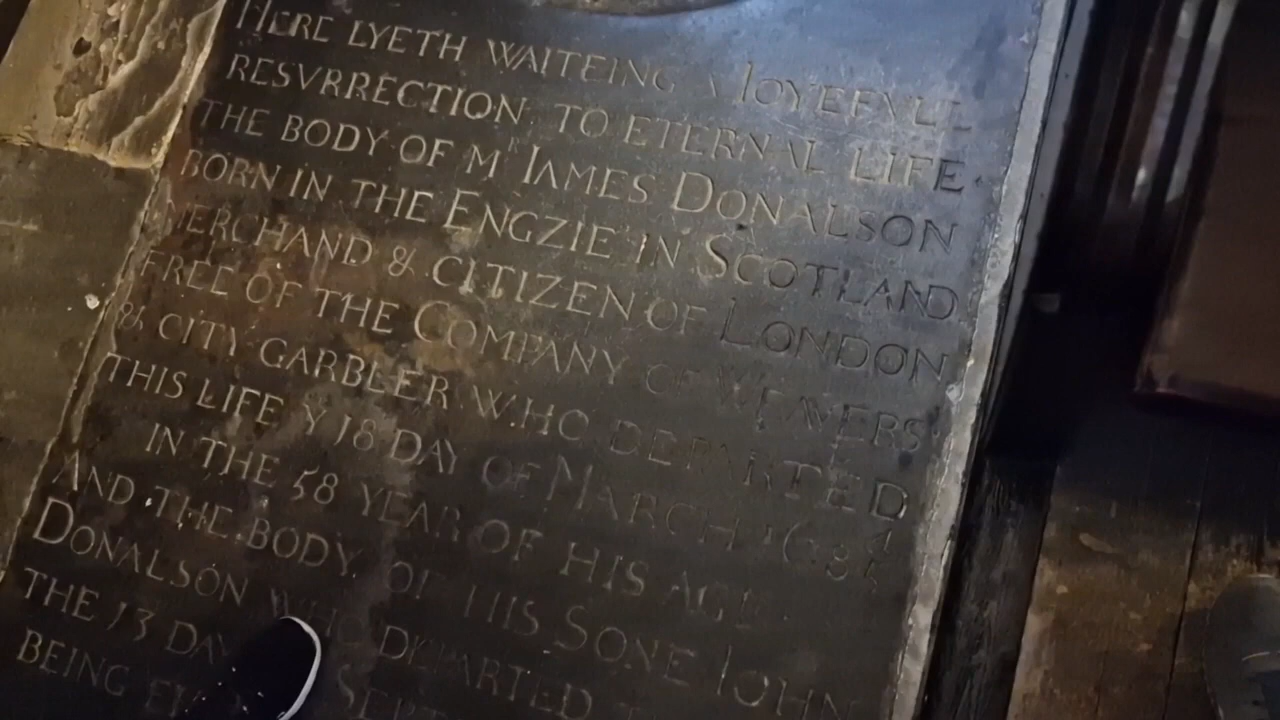 HERE LYETH WAITEING A IOYEFVLL
RESVRRECTION TO ETERNAL LIFE
THE BODY OF Mr IAMES DONALSON
BORN IN THE ENGZIE IN SCOTLAND
MERCHAND & CITIZEN OF LONDON
FREE OF THE COMPANY OF WEAVERS
& CITY GARBLER WHO DEPARTED
THIS LIFE Y 18 DAY OF MARCH
IN THE 58 YEAR OF HIS AGE
AND THE BODY OF HIS SONE IOHN
DONALSON WHO DEPARTED
THE 13 DAY
BEING SEPT